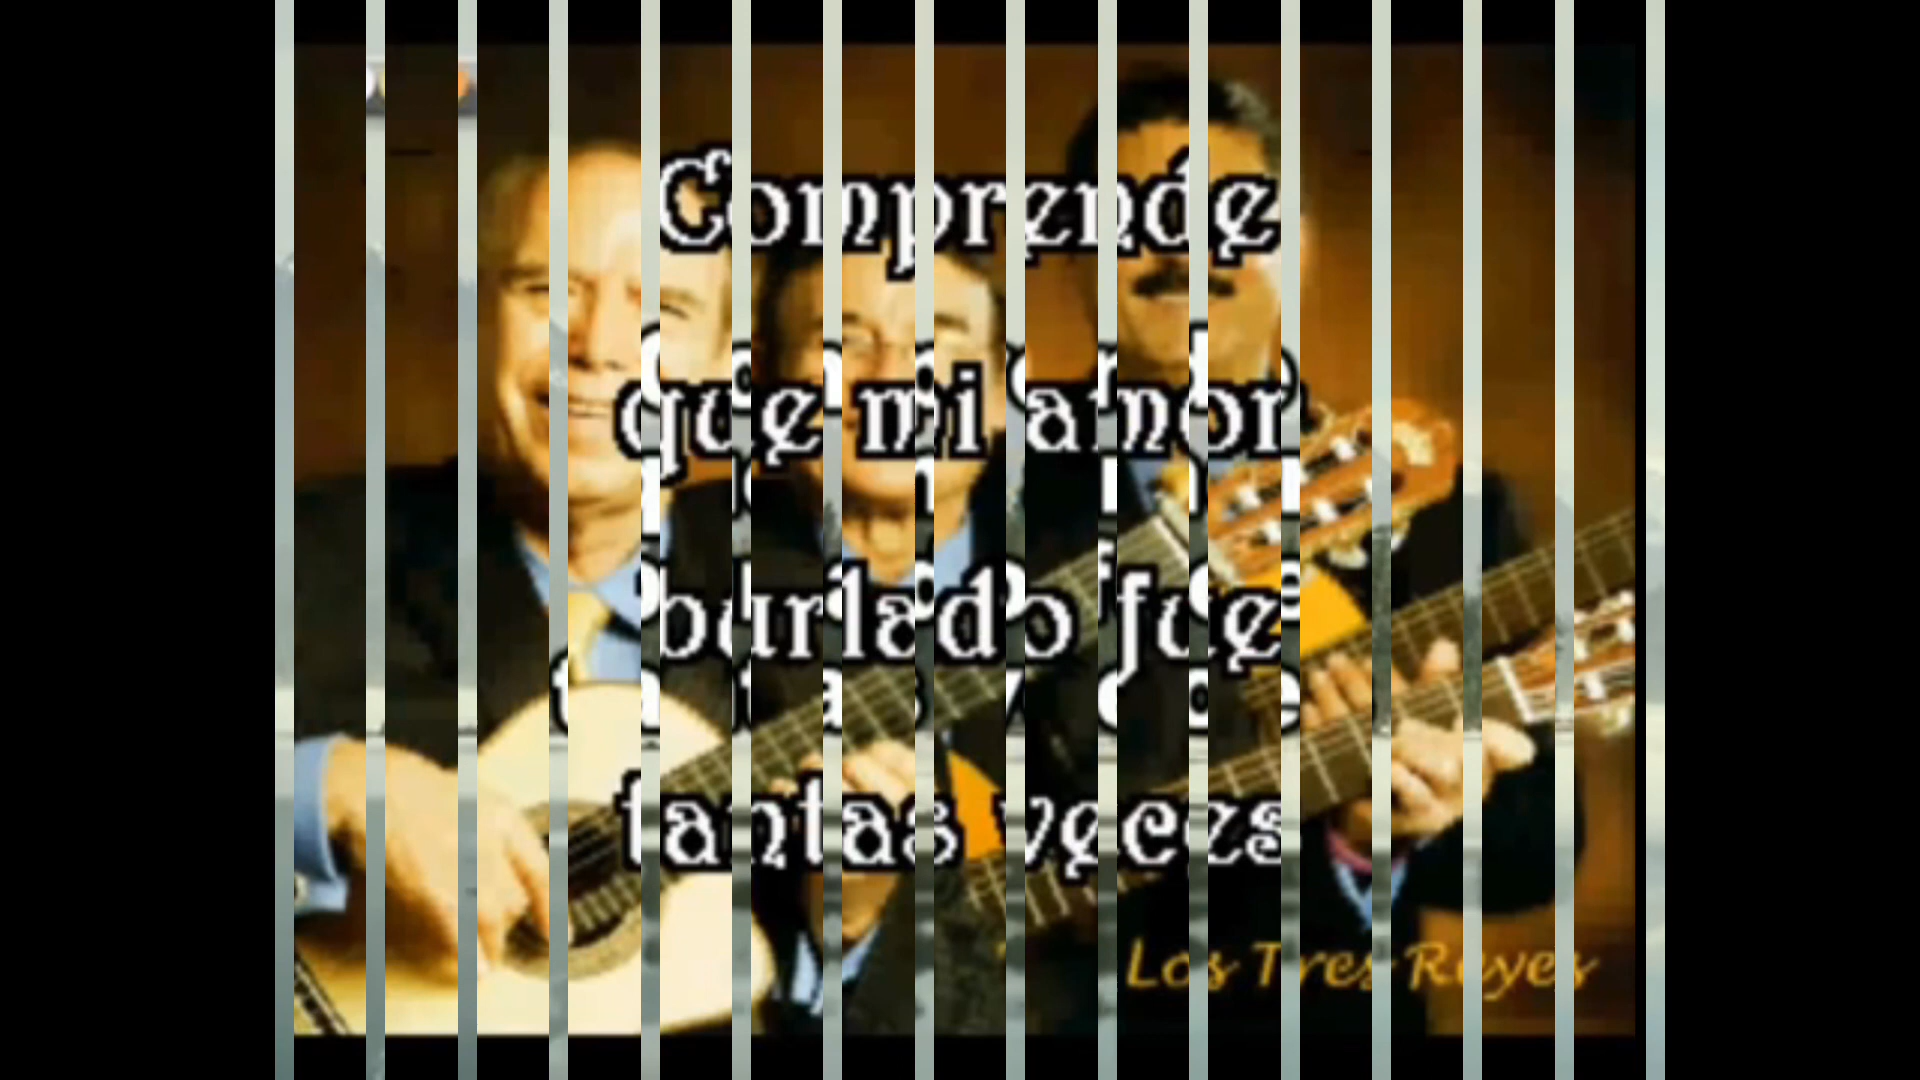 Comprende
que mi amor
burlado fue
tantas veces
Los Tres Reyes